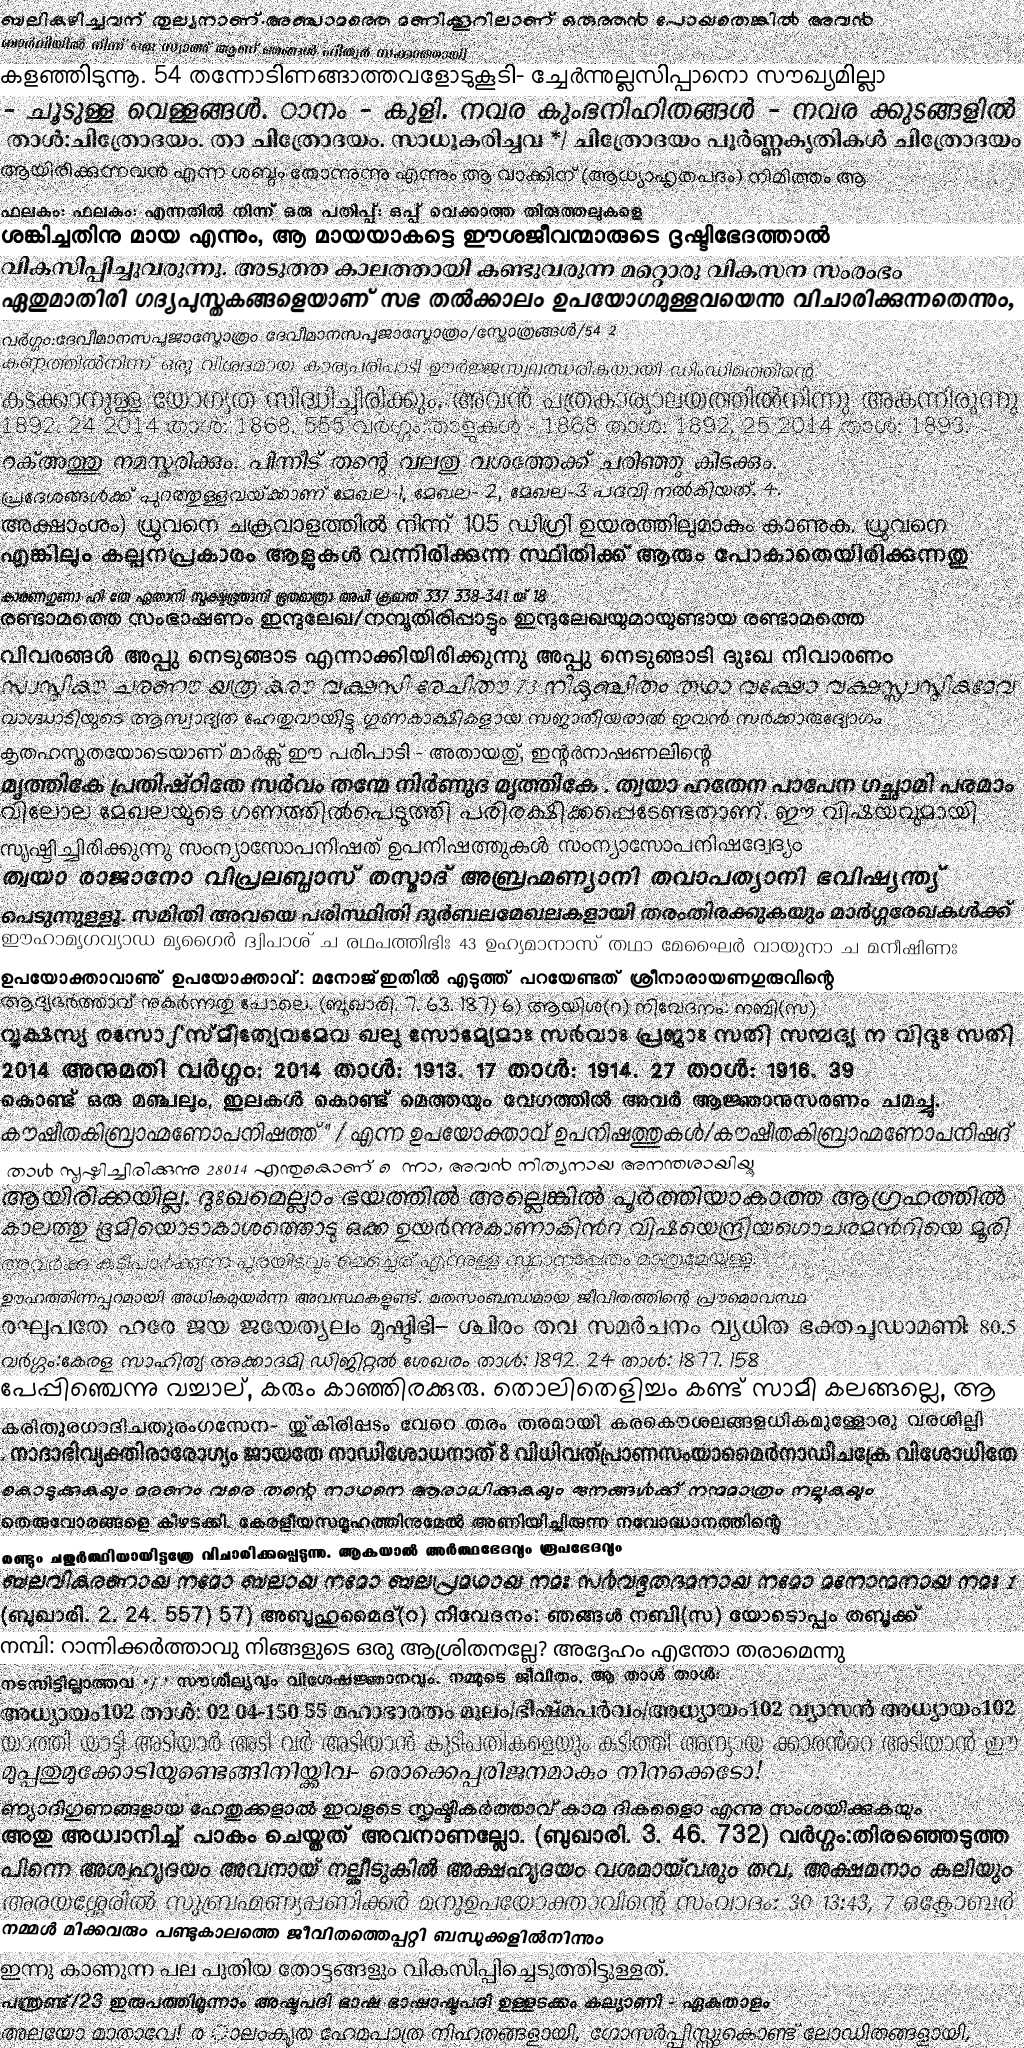 ബലികഴിച്ചവന് തുല്യനാണ്.അഞ്ചാമത്തെ മണിക്കൂറിലാണ് ഒരുത്തൻ പോയതെങ്കിൽ അവൻ
ബാർവിയിൽ നിന്ന് ഒരു സ്വത്ത് ആണ് ഞങ്ങൾ
കളഞ്ഞിടുന്നൂ. 54 തന്നോടിണങ്ങാത്തവളോടുകൂടി- ച്ചേർന്നുല്ലസിപ്പാനൊ സൗഖ്യമില്ലാ
- ചൂടുള്ള വെള്ളങ്ങൾ. ഠാനം - കുളി. നവര കുംഭനിഹിതങ്ങൾ - നവര ക്കുടങ്ങളിൽ
താൾ:ചിത്രോദയം. താ ചിത്രോദയം. സാധൂകരിച്ചവ */ ചിത്രോദയം പൂർണ്ണകൃതികൾ ചിത്രോദയം
ആയിരിക്കുന്നവൻ എന്ന ശബ്ദം തോന്നുന്നു എന്നും ആ വാക്കിന് (ആധ്യാഹൃതപദം) നിമിത്തം ആ
ഫലകം: ഫലകം: എന്നതിൽ നിന്ന് ഒരു പതിപ്പ്: ഒപ്പ് വെക്കാത്ത തിരുത്തലുകളെ
ശങ്കിച്ചതിനു മായ എന്നും, ആ മായയാകട്ടെ ഈശജീവന്മാരുടെ ദൃഷ്ടിഭേദത്താൽ
വികസിപ്പിച്ചുവരുന്നു. അടുത്ത കാലത്തായി കണ്ടുവരുന്ന മറ്റൊരു വികസന സംരംഭം
ഏതുമാതിരി ഗദ്യപുസ്തകങ്ങളെയാണ് സഭ തൽക്കാലം ഉപയോഗമുള്ളവയെന്നു വിചാരിക്കുന്നതെന്നും,
വർഗ്ഗം:ദേവീമാനസപൂജാസ്തോത്രം ദേവീമാനസപൂജാസ്തോത്രം/സ്തോത്രങ്ങൾ/54 2
കണ്ണത്തിൽനിന്ന് ഒരു വിശദമായ കാര്യപരിപാടി
കടക്കാനുള്ള യോഗ്യത സിദ്ധിച്ചിരിക്കും. അവൻ പത്രകാര്യാലയത്തിൽനിന്നു അകന്നിരുന്നു
1892. 24 2014 താൾ: 1868. 555 വർഗ്ഗം:താളുകൾ - 1868 താൾ: 1892, 25 2014 താൾ: 1893.
റക്അത്തു നമസ്കരിക്കും. പിന്നീട് തന്റെ വലതു വശത്തേക്ക് ചരിഞ്ഞു കിടക്കും.
പ്രദേശങ്ങൾക്ക് പുറത്തുള്ളവയ്ക്കാണ് മേഖല-1, മേഖല- 2, മേഖല-3 പദവി നൽകിയത്. 4.
അക്ഷാംശം) ധ്രുവനെ ചക്രവാളത്തിൽ നിന്ന് 105 ഡിഗ്രി ഉയരത്തിലുമാകും കാണുക. ധ്രുവനെ
എങ്കിലും കല്പനപ്രകാരം ആളുകൾ വന്നിരിക്കുന്ന സ്ഥിതിക്ക് ആരും പോകാതെയിരിക്കുന്നതു
കാരണഗുണാ ഹി തേ ഏതാനി സൂക്ഷ്മഭൂതാനി ഭൂതമാത്രാ അപി ക്രമാത് 337 338-341 യ് 18
രണ്ടാമത്തെ സംഭാഷണം ഇന്ദുലേഖ/നമ്പൂതിരിപ്പാട്ടും ഇന്ദുലേഖയുമായുണ്ടായ രണ്ടാമത്തെ
വിവരങ്ങൾ അപ്പു നെടുങ്ങാട എന്നാക്കിയിരിക്കുന്നു അപ്പു നെടുങ്ങാടി ദുഃഖ നിവാരണം
സ്വസ്തികൗ ചരണൗ യത്ര കരൗ വക്ഷസി രേചിതൗ 73 നികുഞ്ചിതം തഥാ വക്ഷോ വക്ഷസ്സ്വസ്തികമേവ
വാഗ്ധാടിയുടെ ആസ്വാദ്യത ഹേതുവായിട്ടു ഗുണകാക്ഷികളായ സജാതീയരാൽ ഇവൻ സർക്കാരുദ്യോഗം
കൃതഹസ്തതയോടെയാണ് മാർക്സ് ഈ പരിപാടി - അതായതു്, ഇന്റർനാഷണലിന്റെ
മൃത്തികേ പ്രതിഷ്ഠിതേ സർവം തന്മേ നിർണുദ മൃത്തികേ . ത്വയാ ഹതേന പാപേന ഗച്ഛാമി പരമാം
വിലോല മേഖലയുടെ ഗണത്തിൽപെടുത്തി പരിരക്ഷിക്കപ്പെടേണ്ടതാണ്. ഈ വിഷയവുമായി
സൃഷ്ടിച്ചിരിക്കുന്നു സംന്യാസോപനിഷത് ഉപനിഷത്തുകൾ സംന്യാസോപനിഷദ്വേദ്യം
ത്വയാ രാജാനോ വിപ്രലബ്ധാസ് തസ്മാദ് അബ്രഹ്മണ്യാനി തവാപത്യാനി ഭവിഷ്യന്ത്യ്
പെടുന്നുള്ളൂ. സമിതി അവയെ പരിസ്ഥിതി ദുർബലമേഖലകളായി തരംതിരക്കുകയും മാർഗ്ഗരേഖകൾക്ക്
ഈഹാമൃഗവ്യാഡ മൃഗൈർ ദ്വിപാശ് ച രഥപത്തിഭിഃ 43 ഉഹ്യമാനാസ് തഥാ മേഘൈർ വായുനാ ച മനീഷിണഃ
ഉപയോക്താവാണു് ഉപയോക്താവ്: മനോജ് ഇതിൽ എടുത്ത് പറയേണ്ടത് ശ്രീനാരായണഗുരുവിന്റെ
ആദ്യഭർത്താവ് നുകർന്നതു പോലെ. (ബുഖാരി. 7. 63. 187) 6) ആയിശ(റ) നിവേദനം: നബി(സ)
വൃക്ഷസ്യ രസോഽസ്മീത്യേവമേവ ഖലു സോമ്യേമാഃ സർവാഃ പ്രജാഃ സതി സമ്പദ്യ ന വിദുഃ സതി
2014 അനുമതി വർഗ്ഗം: 2014 താൾ: 1913. 17 താൾ: 1914. 27 താൾ: 1916. 39
കൊണ്ട് ഒരു മഞ്ചലും, ഇലകൾ കൊണ്ട് മെത്തയും വേഗത്തിൽ അവർ ആജ്ഞാനുസരണം ചമച്ചു.
കൗഷീതകിബ്രാഹ്മണോപനിഷത്ത്" / എന്ന ഉപയോക്താവ് ഉപനിഷത്തുകൾ/കൗഷീതകിബ്രാഹ്മണോപനിഷദ്
താൾ സൃഷ്ടിച്ചിരിക്കുന്നു 28014 എന്തുകൊണ്ട് ന്നാ, അവൻ നിത്യനായ അനന്തശായിയൂ
ആയിരിക്കയില്ല. ദുഃഖമെല്ലാം ഭയത്തിൽ അല്ലെങ്കിൽ പൂർത്തിയാകാത്ത ആഗ്രഹത്തിൽ
കാലത്തു ഭൂമിയൊടാകാശത്തൊടു ഒക്ക ഉയർന്നുകാണാകിൻറ വിഷയെന്ദ്രിയഗൊചരമൻറിയെ മൂരി
അവർക്കു കുടിപാർക്കുന്ന പുരയിടവും മെച്ചെര് എന്നുള്ള സ്ഥാനപ്പേരും മാത്രമേയുള്ളൂ.
ഊഹത്തിന്നപ്പുറമായി അധികമുയർന്ന അവസ്ഥകളുണ്ട്. മതസംബന്ധമായ ജീവിതത്തിന്റെ പ്രൗമൊവസ്ഥ
രഘുപതേ ഹരേ ജയ ജയേത്യലം മുഷ്ടിഭി– ശ്ചിരം തവ സമർചനം വ്യധിത ഭക്തചൂഡാമണിഃ 80.5
വർഗ്ഗം:കേരള സാഹിത്യ അക്കാദമി ഡിജിറ്റൽ ശേഖരം താൾ: 1892. 24 താൾ: 1877. 158
പേപ്പിഞ്ചെന്നു വച്ചാല്, കരും കാഞ്ഞിരക്കുരു. തൊലിതെളിച്ചം കണ്ട് സാമീ കലങ്ങല്ലെ, ആ
കരിതുരഗാദിചതുരംഗസേന- യ്ക്ക്കിരിപ്പടം വേറെ തരം തരമായി കരകൌശലങ്ങളധികമുള്ളോരു വരശില്പി
. നാദാഭിവ്യക്തിരാരോഗ്യം ജായതേ നാഡിശോധനാത് 8 വിധിവത്പ്രാണസംയാമൈർനാഡീചക്രേ വിശോധിതേ
കൊടുക്കുകയും മരണം വരെ തന്റെ നാഥനെ ആരാധിക്കുകയും ജനങ്ങൾക്ക് നന്മമാത്രം നല്കുകയും
തെരുവോരങ്ങളെ കീഴടക്കി. കേരളീയസമൂഹത്തിനുമേൽ അണിയിച്ചിരുന്ന നവോദ്ധാനത്തിന്റെ
രണ്ടും ചതുർത്ഥിയായിട്ടത്രേ വിചാരിക്കപ്പെടുന്നു. ആകയാൽ അർത്ഥഭേദവും രൂപഭേദവും
ബലവികരണായ നമോ ബലായ നമോ ബലപ്രമഥായ നമഃ സർവഭൂതദമനായ നമോ മനോന്മനായ നമഃ 1
(ബുഖാരി. 2. 24. 557) 57) അബൂഹുമൈദ്(റ) നിവേദനം: ഞങ്ങൾ നബി(സ) യോടൊപ്പം തബൂക്ക്
നമ്പി: റാന്നിക്കർത്താവു നിങ്ങളുടെ ഒരു ആശ്രിതനല്ലേ? അദ്ദേഹം എന്തോ തരാമെന്നു
നടന്നിട്ടില്ലാത്തവ */ ' സൗശീല്യവും വിശേഷജ്ഞാനവും. നമ്മുടെ ജീവിതം, ആ താൾ താൾ:
അധ്യായം102 താൾ: 02 04-150 55 മഹാഭാരതം മൂലം/ഭീഷ്മപർവം/അധ്യായം102 വ്യാസൻ അധ്യായം102
യാത്തി യാട്ടി അടിയാർ അടി വർ അടിയാൻ കുടിപതികളെയും കടിത്തി അന്യായ ക്കാരൻറെ അടിയാൻ ഈ
മുപ്പതുമുക്കോടിയുണ്ടെങ്ങിനിയ്ക്കിവ- രൊക്കെപ്പരിജനമാകും നിനക്കെടോ!
ണ്യാദിഗുണങ്ങളായ ഹേതുക്കളാൽ ഇവളുടെ സൃഷ്ടികർത്താവ് കാമ ദികളൈാ എന്നു സംശയിക്കുകയും
അതു അധ്വാനിച്ച് പാകം ചെയ്തത് അവനാണല്ലോ. (ബുഖാരി. 3. 46. 732) വർഗ്ഗം:തിരഞ്ഞെടുത്ത
പിന്നെ അശ്വഹൃദയം അവനായ് നല്കീടുകിൽ അക്ഷഹൃദയം വശമായ്‌വരും തവ, അക്ഷമനാം കലിയും
അരയശ്ശേരിൽ സുബ്രഹ്മണ്യപ്പണിക്കർ മനുഉപയോക്താവിന്റെ സംവാദം: 30 13:43, 7 ഒക്ടോബർ
നമ്മൾ മിക്കവരും പണ്ടുകാലത്തെ ജീവിതത്തെപ്പറ്റി ബന്ധുക്കളിൽനിന്നും
ഇന്നു കാണുന്ന പല പുതിയ തോട്ടങ്ങളും വികസിപ്പിച്ചെടുത്തിട്ടുള്ളത്.
പന്ത്രണ്ട്/23 ഇരുപത്തിമൂന്നാം അഷ്ടപദി ഭാഷ ഭാഷാഷ്ടപദി ഉള്ളടക്കം കല്യാണി - ഏകതാളം
അലയോ മാതാവേ! ര ാലംകൃത ഹേമപാത്ര നിഹതങ്ങളായി, ഗോസർപ്പിസ്സുകൊണ്ട് ലോഡിതങ്ങളായി,